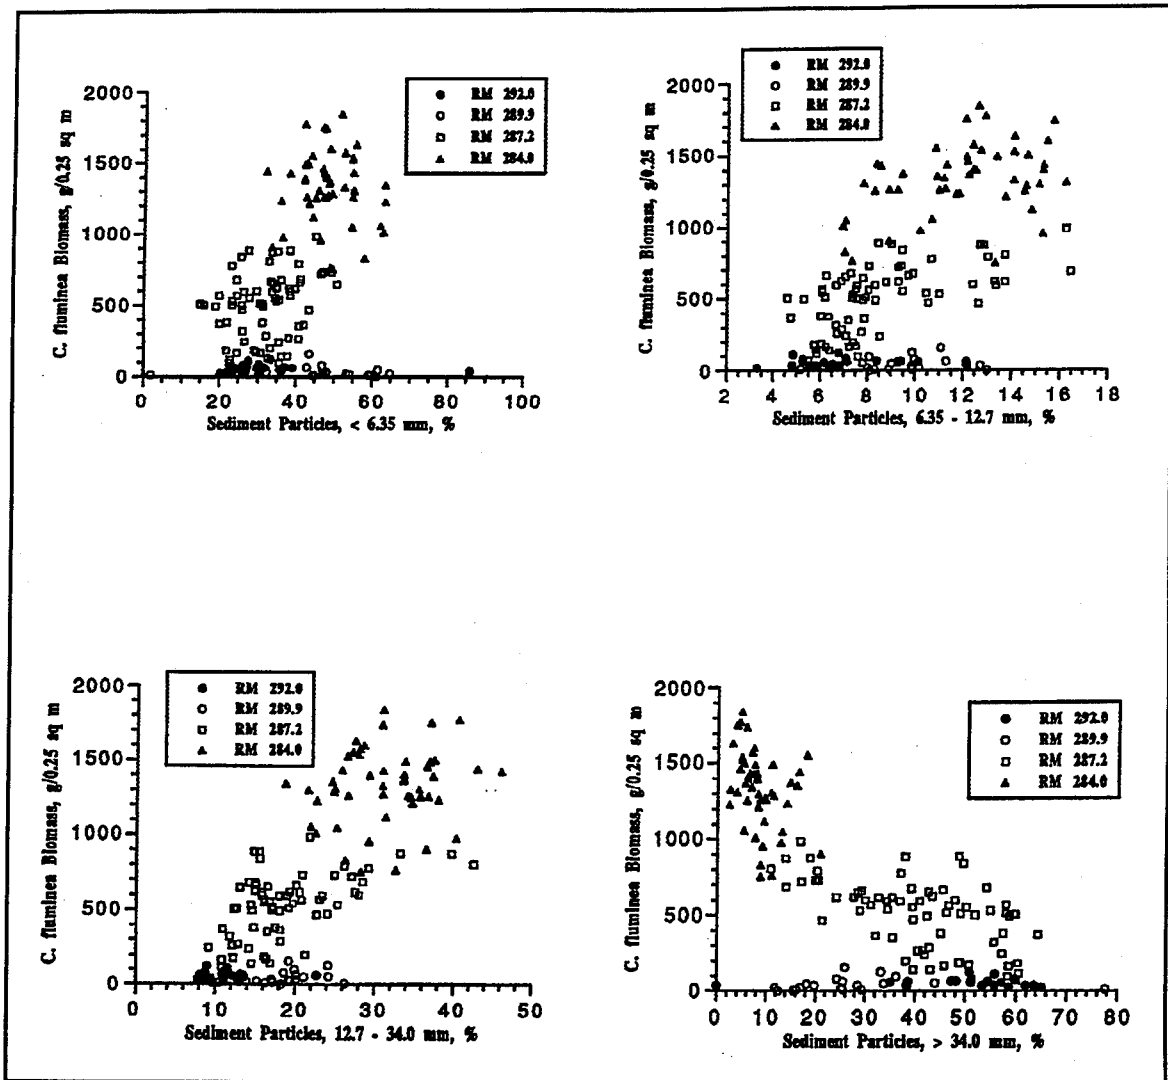 RM 292.0
RM 289.9
RM 287.2
RM 284.0
2000
1500
1000
500
0
C. fluminea Biomass, g/0.25 sq m
0 20 40 60 80 100
Sediment Particles, < 6.35 mm, %
RM 292.0
RM 289.9
RM 287.2
RM 284.0
2000
1500
1000
500
0
C. fluminea Biomass, g/0.25 sq m
2 4 6 8 10 12 14 16 18
Sediment Particles, 6.35 - 12.7 mm, %
RM 292.0
RM 289.9
RM 287.2
RM 284.0
2000
1500
1000
500
0
C. fluminea Biomass, g/0.25 sq m
0 10 20 30 40 50
Sediment Particles, 12.7 - 34.0 mm, %
RM 292.0
RM 289.9
RM 287.2
RM 284.0
2000
1500
1000
500
0
C. fluminea Biomass, g/0.25 sq m
0 10 20 30 40 50 60 70 80
Sediment Particles, > 34.0 mm, %